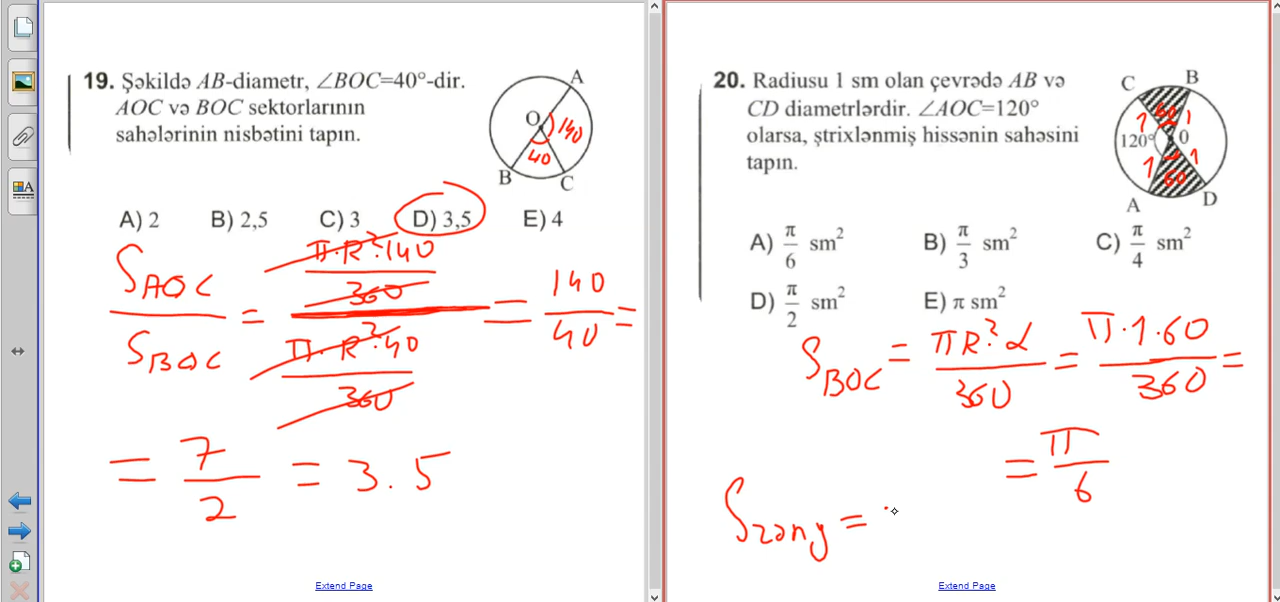 19. Şəkildə AB-diametr, ∠BOC=40°-dir.
AOC və BOC sektorlarının
sahələrinin nisbətini tapın.
A
O
140
40
B
C
A) 2 B) 2,5 C) 3 D) 3,5 E) 4
S_AOC / S_BOC = (π·R²·140 / 360) / (π·R²·40 / 360) = 140 / 40 =
= 7 / 2 = 3.5
Extend Page
20. Radiusu 1 sm olan çevrədə AB və
CD diametrlərdir. ∠AOC=120°
olarsa, ştrixlənmiş hissənin sahəsini
tapın.
C B
1 60 1
120° O
1 60 1
A D
A) π/6 sm² B) π/3 sm² C) π/4 sm²
D) π/2 sm² E) π sm²
S_BOC = πR²·α / 360 = π·1·60 / 360 =
= π / 6
S_rəng =
Extend Page